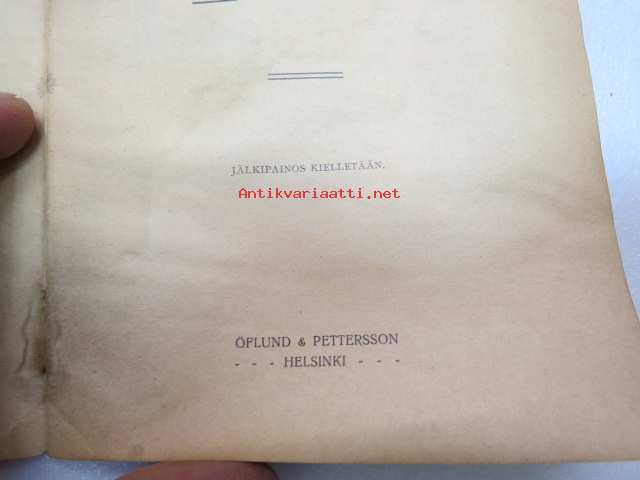 JÄLKIPAINOS KIELLETÄÄN.
Antikvariaatti.net
ÖFLUND & PETTERSSON
- - - HELSINKI - - -